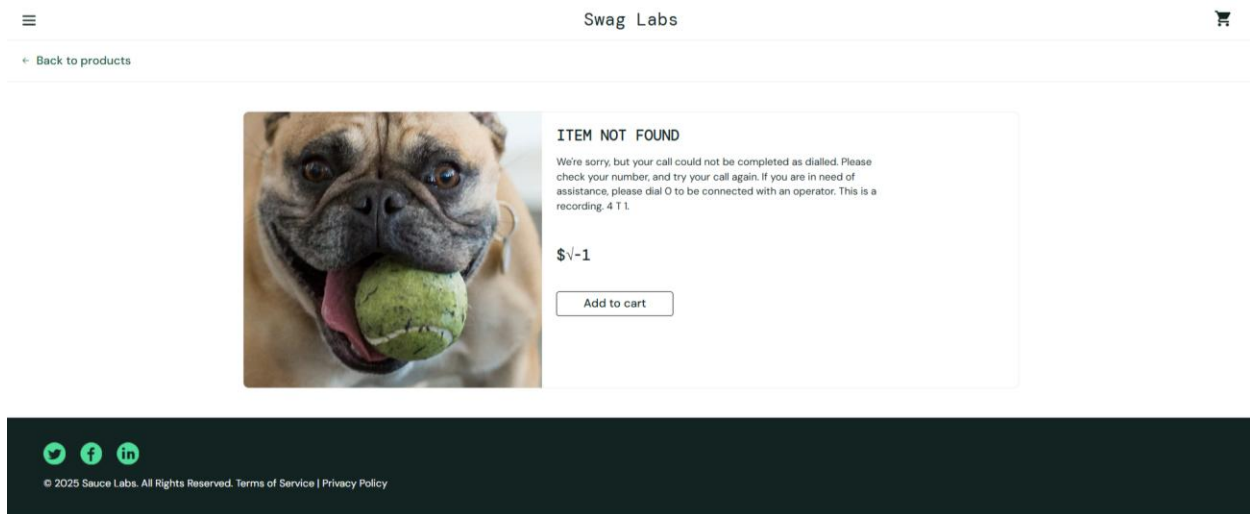 Swag Labs
← Back to products
ITEM NOT FOUND
We're sorry, but your call could not be completed as dialled. Please
check your number, and try your call again. If you are in need of
assistance, please dial 0 to be connected with an operator. This is a
recording. 4 T 1.
$√-1
Add to cart
© 2025 Sauce Labs. All Rights Reserved. Terms of Service | Privacy Policy